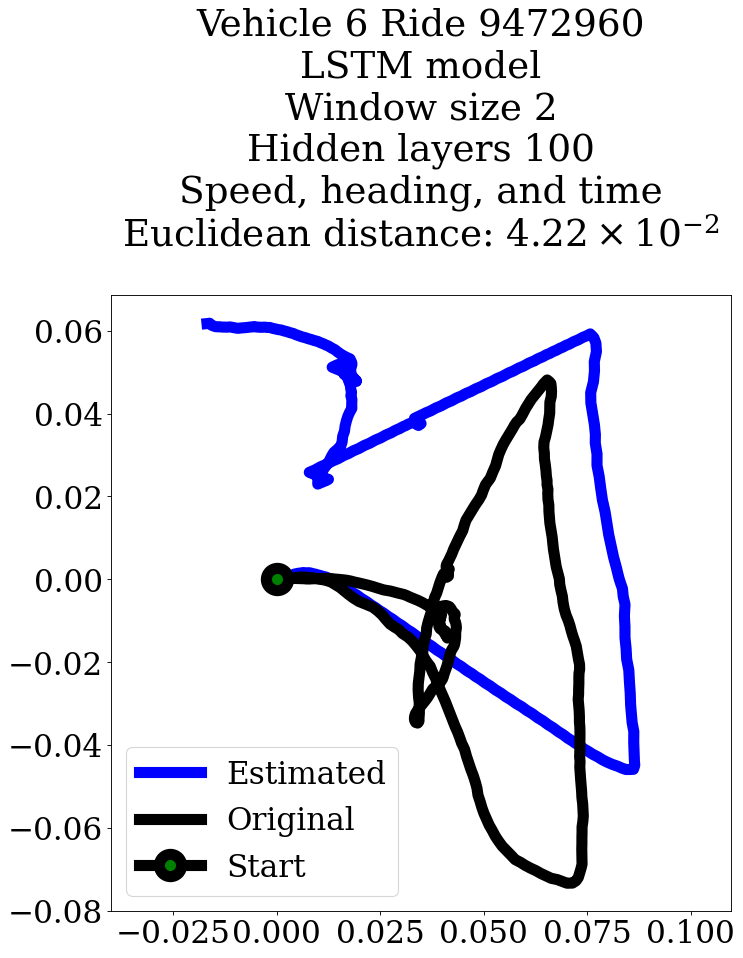 Vehicle 6 Ride 9472960
LSTM model
Window size 2
Hidden layers 100
Speed, heading, and time
Euclidean distance: 4.22 × 10⁻²
0.06
0.04
0.02
0.00
−0.02
−0.04
−0.06
−0.08
Estimated
Original
Start
−0.025 0.000 0.025 0.050 0.075 0.100